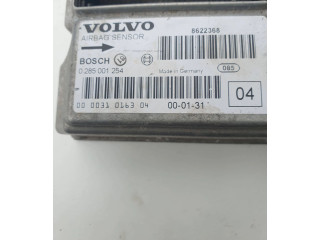 VOLVO
8622368
AIRBAG SENSOR
BOSCH
0 285 001 254
Made in Germany
085
00 0031 0163 04
00-01-31
04